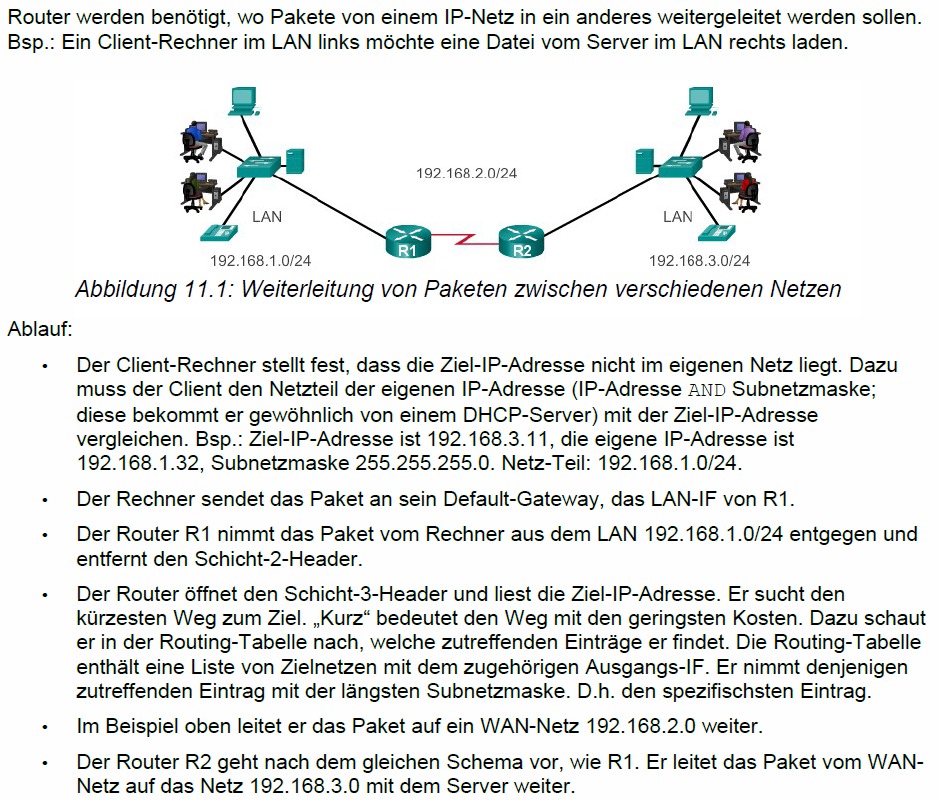 Router werden benötigt, wo Pakete von einem IP-Netz in ein anderes weitergeleitet werden sollen.
Bsp.: Ein Client-Rechner im LAN links möchte eine Datei vom Server im LAN rechts laden.
192.168.2.0/24
LAN
LAN
R1
R2
192.168.1.0/24
192.168.3.0/24
Abbildung 11.1: Weiterleitung von Paketen zwischen verschiedenen Netzen
Ablauf:
• Der Client-Rechner stellt fest, dass die Ziel-IP-Adresse nicht im eigenen Netz liegt. Dazu
muss der Client den Netzteil der eigenen IP-Adresse (IP-Adresse AND Subnetzmaske;
diese bekommt er gewöhnlich von einem DHCP-Server) mit der Ziel-IP-Adresse
vergleichen. Bsp.: Ziel-IP-Adresse ist 192.168.3.11, die eigene IP-Adresse ist
192.168.1.32, Subnetzmaske 255.255.255.0. Netz-Teil: 192.168.1.0/24.
• Der Rechner sendet das Paket an sein Default-Gateway, das LAN-IF von R1.
• Der Router R1 nimmt das Paket vom Rechner aus dem LAN 192.168.1.0/24 entgegen und
entfernt den Schicht-2-Header.
• Der Router öffnet den Schicht-3-Header und liest die Ziel-IP-Adresse. Er sucht den
kürzesten Weg zum Ziel. „Kurz“ bedeutet den Weg mit den geringsten Kosten. Dazu schaut
er in der Routing-Tabelle nach, welche zutreffenden Einträge er findet. Die Routing-Tabelle
enthält eine Liste von Zielnetzen mit dem zugehörigen Ausgangs-IF. Er nimmt denjenigen
zutreffenden Eintrag mit der längsten Subnetzmaske. D.h. den spezifischsten Eintrag.
• Im Beispiel oben leitet er das Paket auf ein WAN-Netz 192.168.2.0 weiter.
• Der Router R2 geht nach dem gleichen Schema vor, wie R1. Er leitet das Paket vom WAN-
Netz auf das Netz 192.168.3.0 mit dem Server weiter.